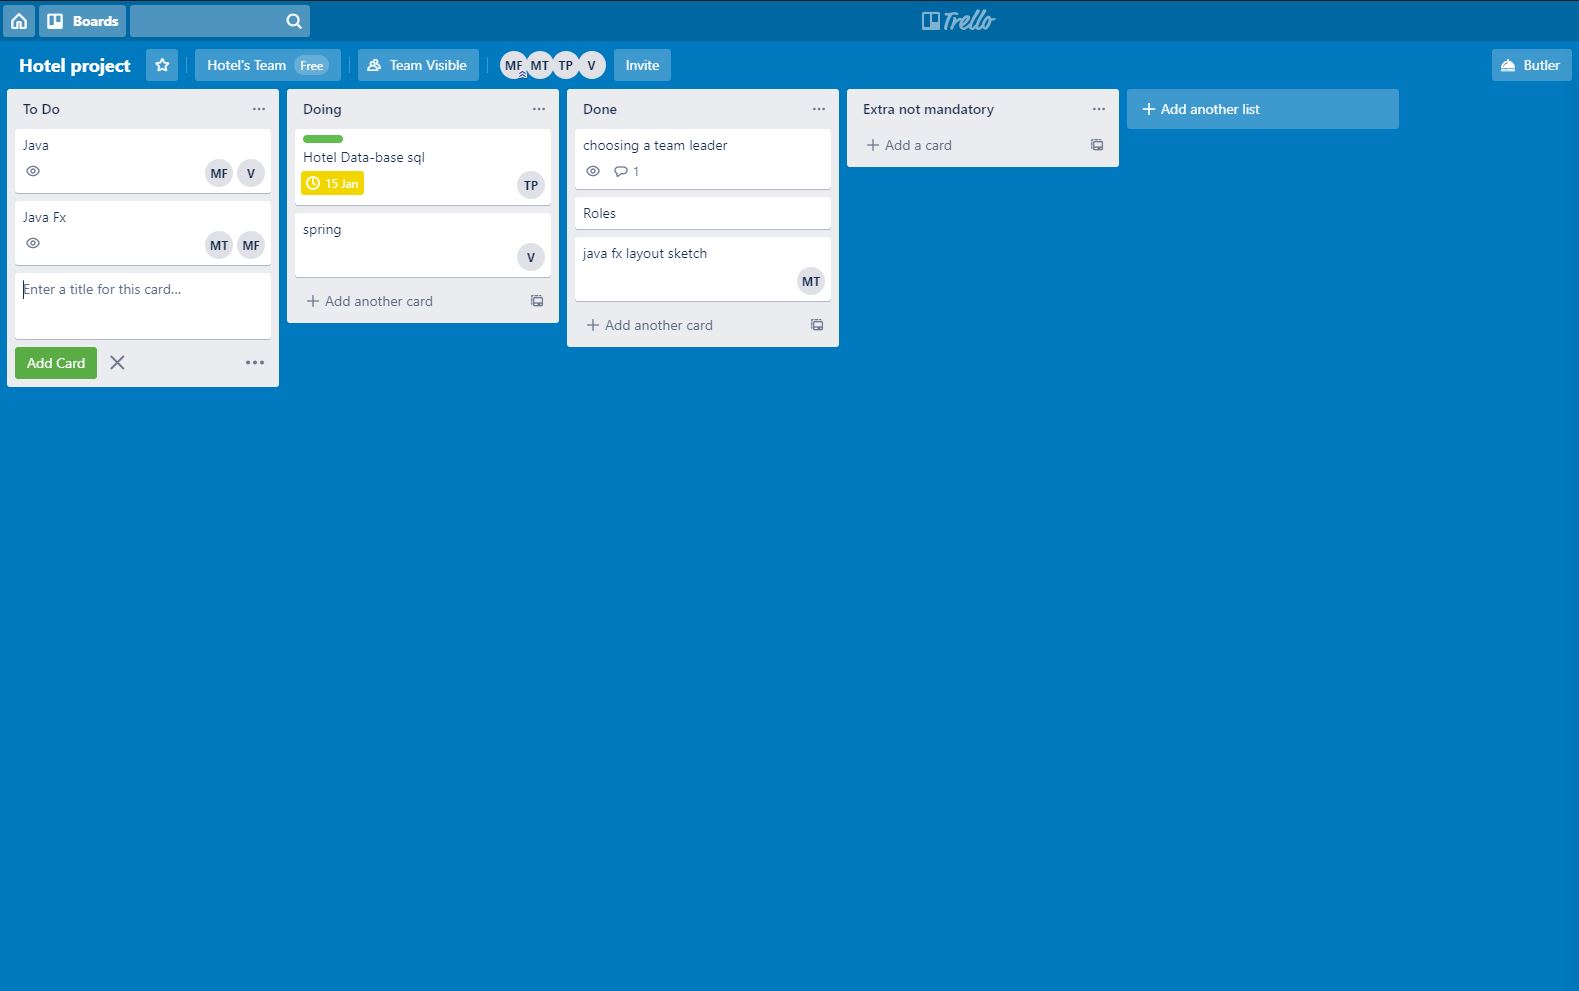 Boards
Trello
Hotel project
Hotel's Team Free
Team Visible
MF MT TP V
Invite
Butler
To Do
Java
MF V
Java Fx
MT MF
Enter a title for this card...
Add Card
Doing
Hotel Data-base sql
15 Jan
TP
spring
V
+ Add another card
Done
choosing a team leader
1
Roles
java fx layout sketch
MT
+ Add another card
Extra not mandatory
+ Add a card
+ Add another list